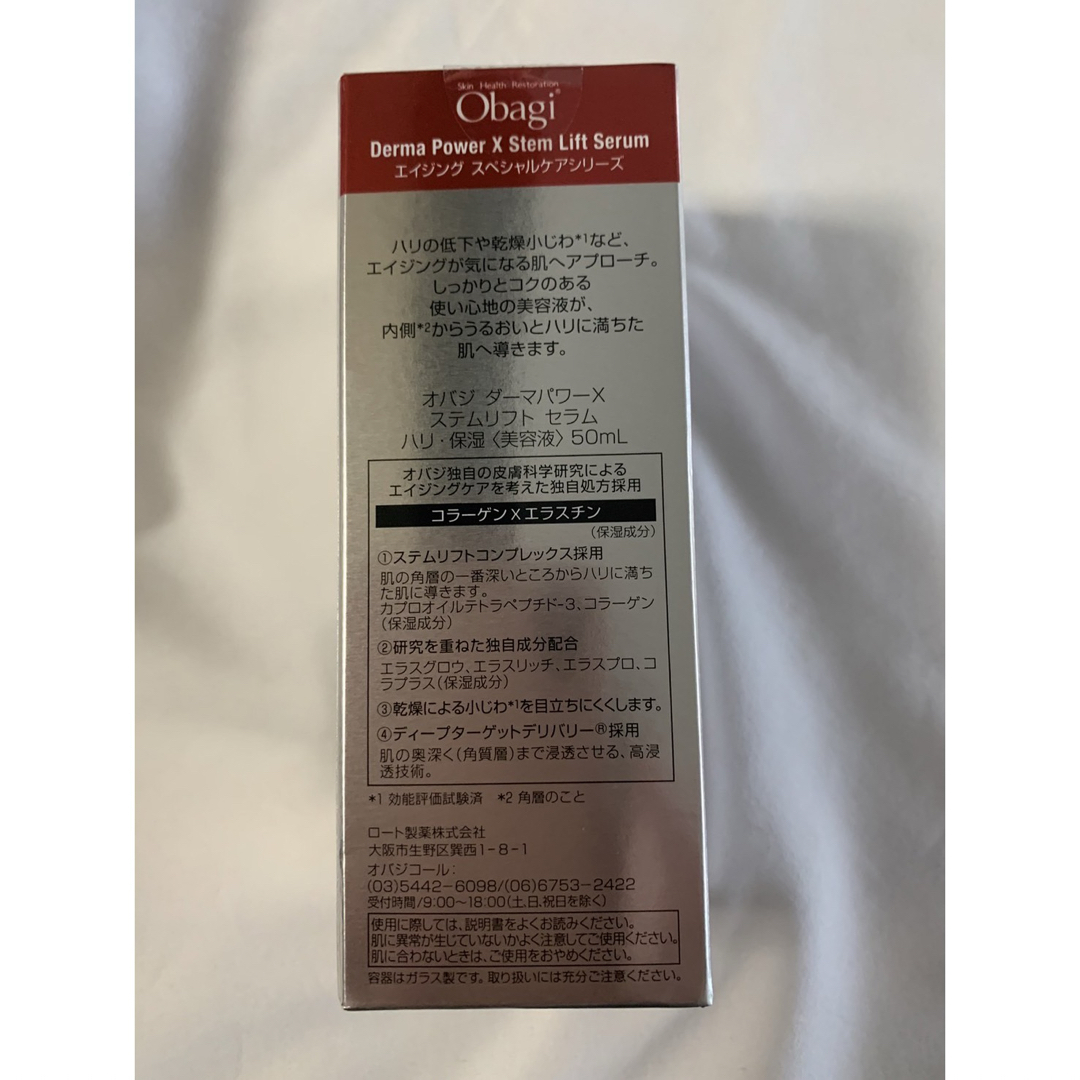 Skin Health Restoration
Obagi®
Derma Power X Stem Lift Serum
エイジング スペシャルケアシリーズ
ハリの低下や乾燥小じわ*1など、
エイジングが気になる肌へアプローチ。
しっかりとコクのある
使い心地の美容液が、
内側*2からうるおいとハリに満ちた
肌へ導きます。
オバジ ダーマパワーX
ステムリフト セラム
ハリ・保湿〈美容液〉50mL
オバジ独自の皮膚科学研究による
エイジングケアを考えた独自処方採用
コラーゲン X エラスチン
(保湿成分)
①ステムリフトコンプレックス採用
肌の角層の一番深いところからハリに満ち
た肌に導きます。
カプロオイルテトラペプチド-3、コラーゲン
(保湿成分)
②研究を重ねた独自成分配合
エラスグロウ、エラスリッチ、エラスプロ、コ
ラプラス(保湿成分)
③乾燥による小じわ*1を目立ちにくくします。
④ディープターゲットデリバリー®採用
肌の奥深く(角質層)まで浸透させる、高浸
透技術。
*1 効能評価試験済 *2 角層のこと
ロート製薬株式会社
大阪市生野区巽西1-8-1
オバジコール:
(03)5442-6098/(06)6753-2422
受付時間/9:00〜18:00(土、日、祝日を除く)
使用に際しては、説明書をよくお読みください。
肌に異常が生じていないかよく注意してご使用ください。
肌に合わないときは、ご使用をおやめください。
容器はガラス製です。取り扱いには充分ご注意ください。